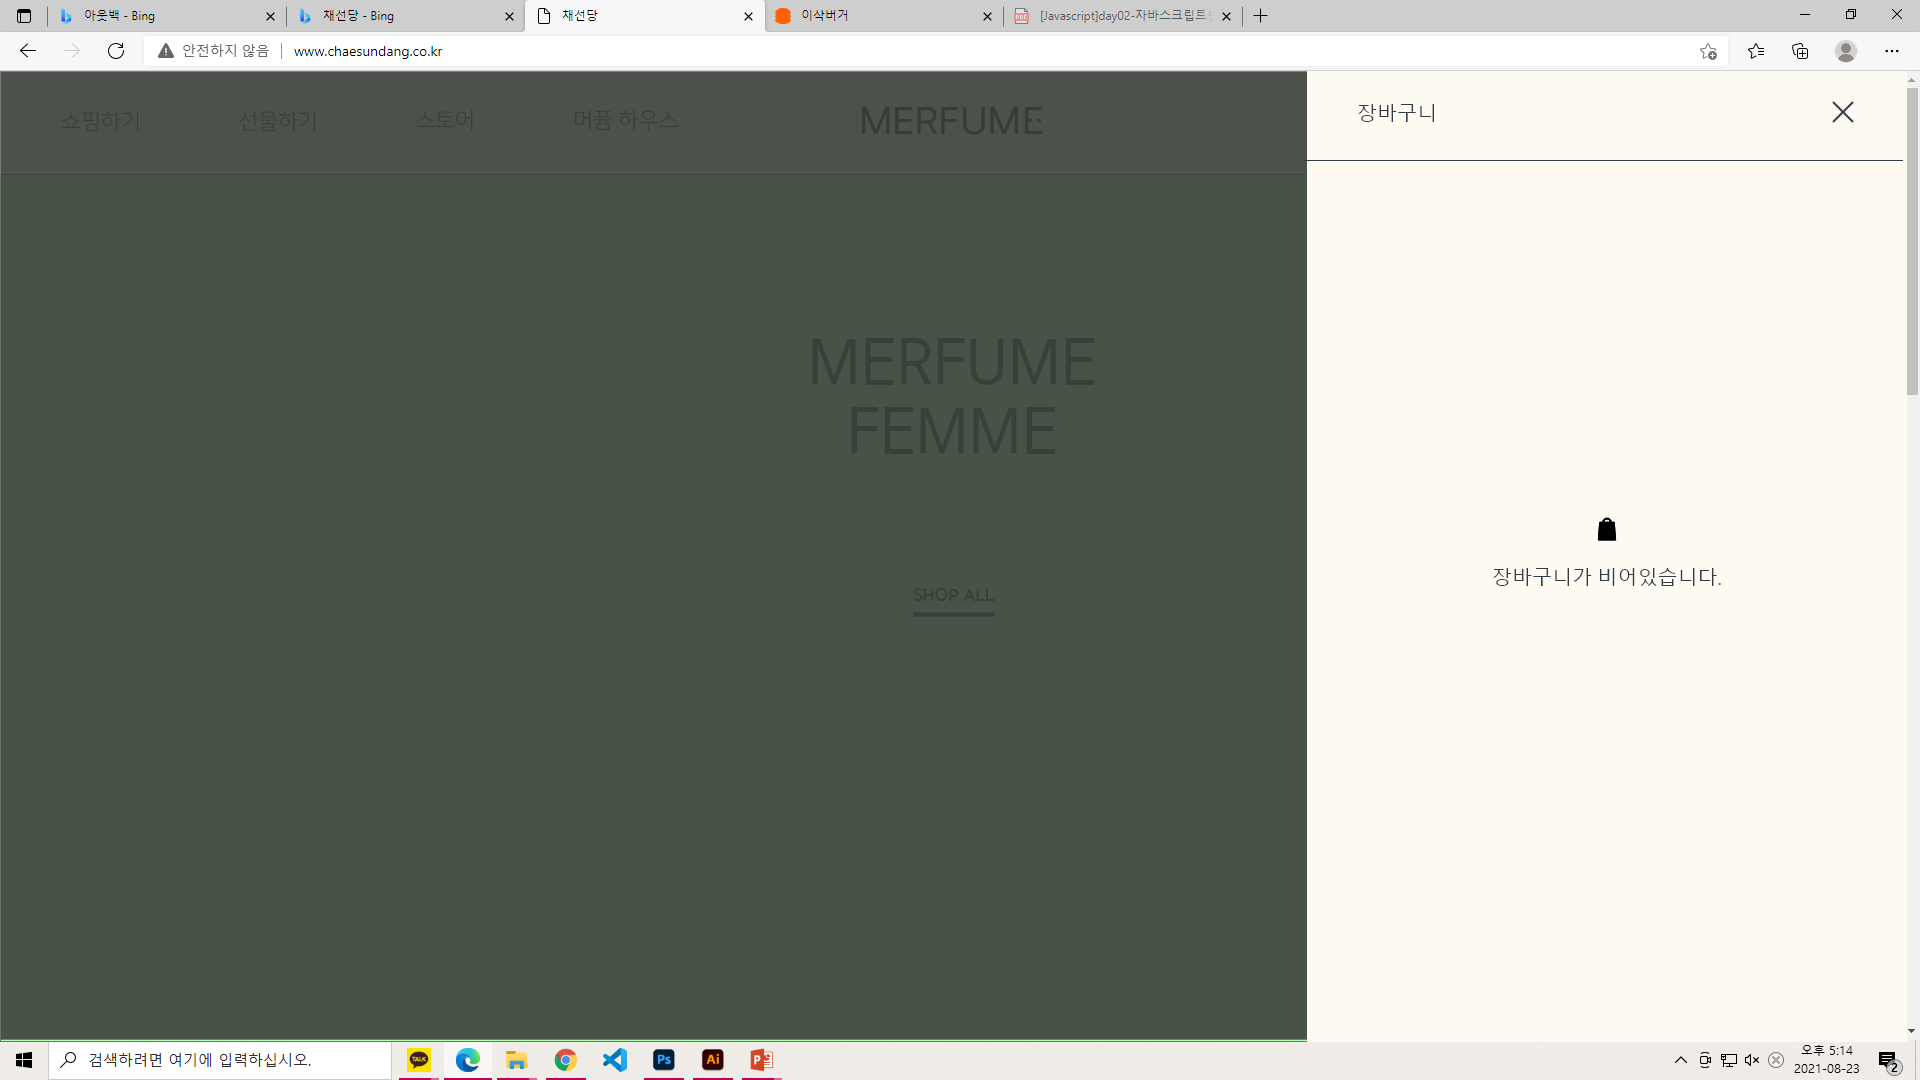 아웃백 - Bing
채선당 - Bing
채선당
이삭버거
[Javascript]day02-자바스크립트
안전하지 않음
www.chaesundang.co.kr
쇼핑하기
선물하기
스토어
머퓸 하우스
MERFUME
장바구니
MERFUME
FEMME
SHOP ALL
장바구니가 비어있습니다.
검색하려면 여기에 입력하십시오.
TALK
Ps
Ai
P
오후 5:14
2021-08-23
2